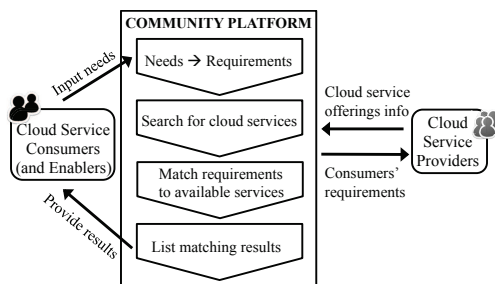 COMMUNITY PLATFORM
Input needs
Needs → Requirements
Cloud service
offerings info
Search for cloud services
Cloud Service
Consumers
(and Enablers)
Cloud
Service
Providers
Match requirements
to available services
Consumers’
requirements
Provide results
List matching results